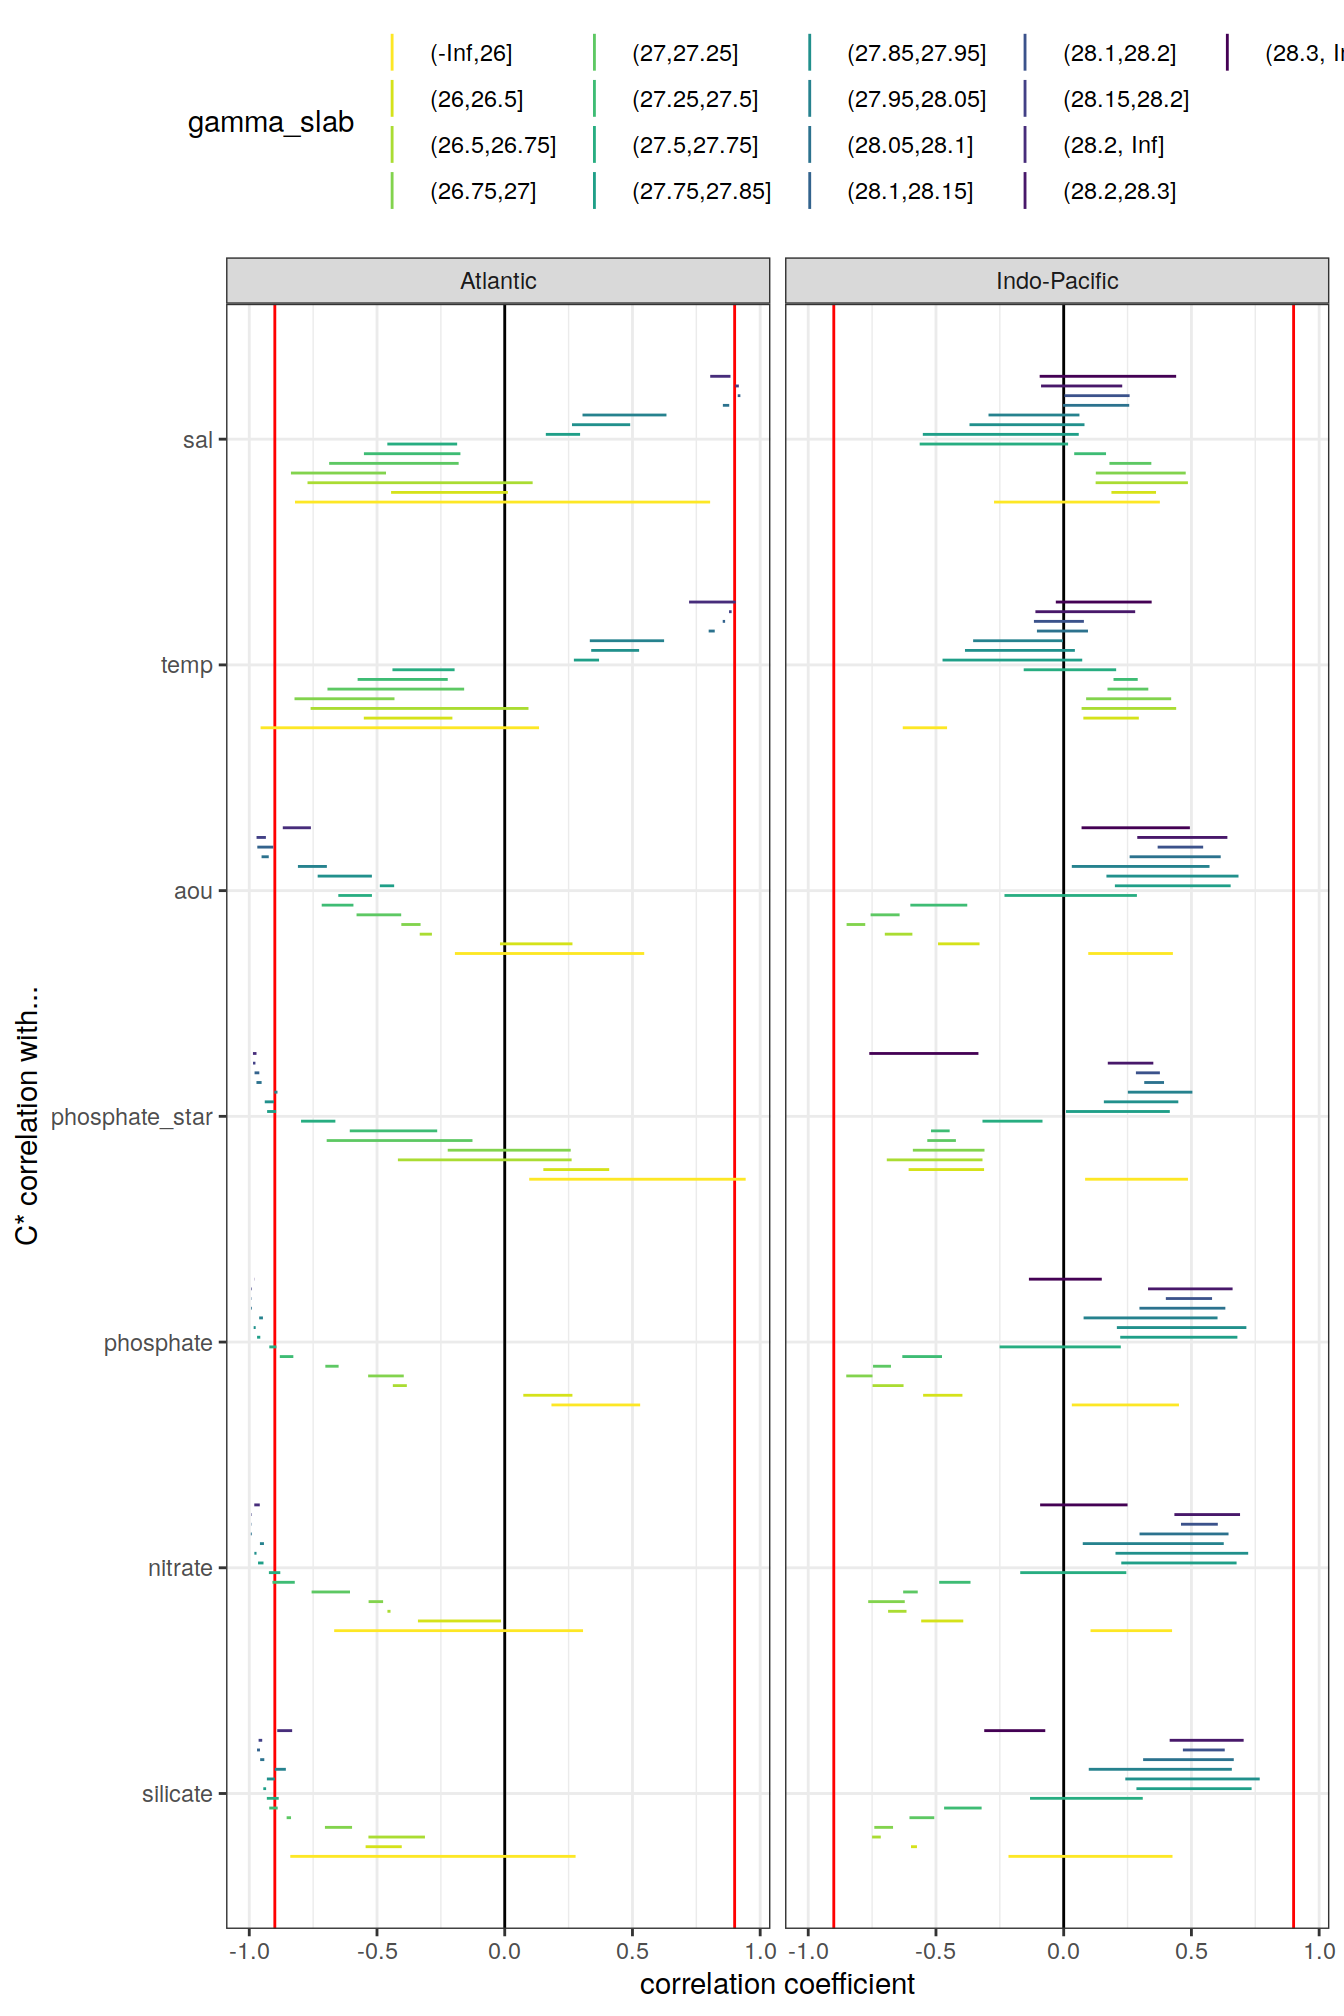 gamma_slab
(-Inf,26]
(26,26.5]
(26.5,26.75]
(26.75,27]
(27,27.25]
(27.25,27.5]
(27.5,27.75]
(27.75,27.85]
(27.85,27.95]
(27.95,28.05]
(28.05,28.1]
(28.1,28.15]
(28.1,28.2]
(28.15,28.2]
(28.2, Inf]
(28.2,28.3]
(28.3,
Atlantic
Indo-Pacific
C* correlation with...
sal
temp
aou
phosphate_star
phosphate
nitrate
silicate
-1.0 -0.5 0.0 0.5 1.0
-1.0 -0.5 0.0 0.5 1.0
correlation coefficient